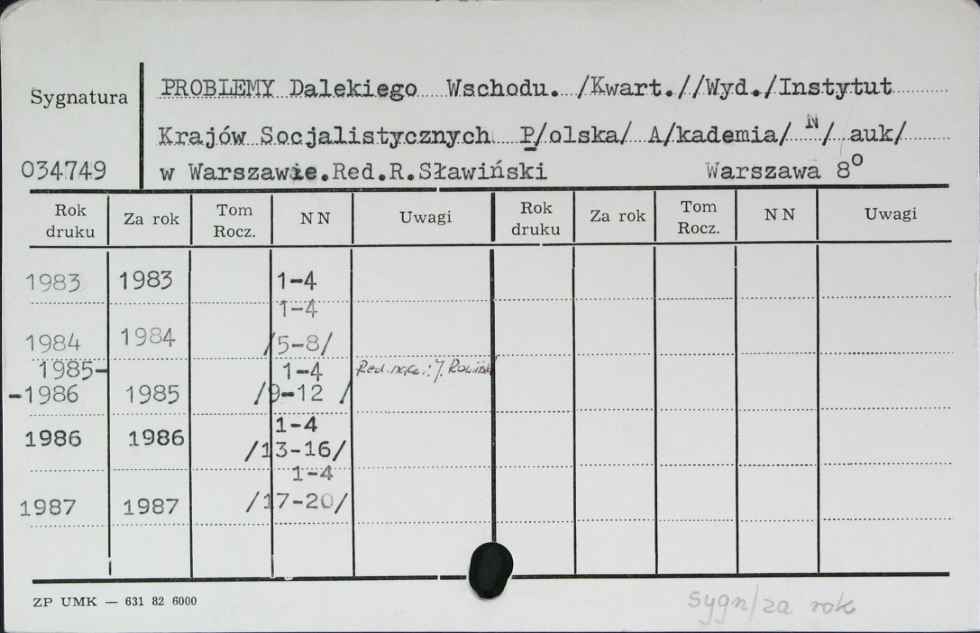 PROBLEMY Dalekiego Wschodu. /Kwart.//Wyd./Instytut
Sygnatura
Krajów Socjalistycznych P/olska/ A/kademia/ N/ auk/
034749
w Warszawie.Red.R.Sławiński Warszawa 8°
Rok druku Za rok Tom Rocz. NN Uwagi Rok druku Za rok Tom Rocz. NN Uwagi
1983 1983 1-4
1-4
1984 1984 /5-8/
1985- 1-4 Red. J.
-1986 1985 /9-12 /
1-4
1986 1986 /13-16/
1-4
1987 1987 /17-20/
ZP UMK — 631 82 6000
sygn/za rok